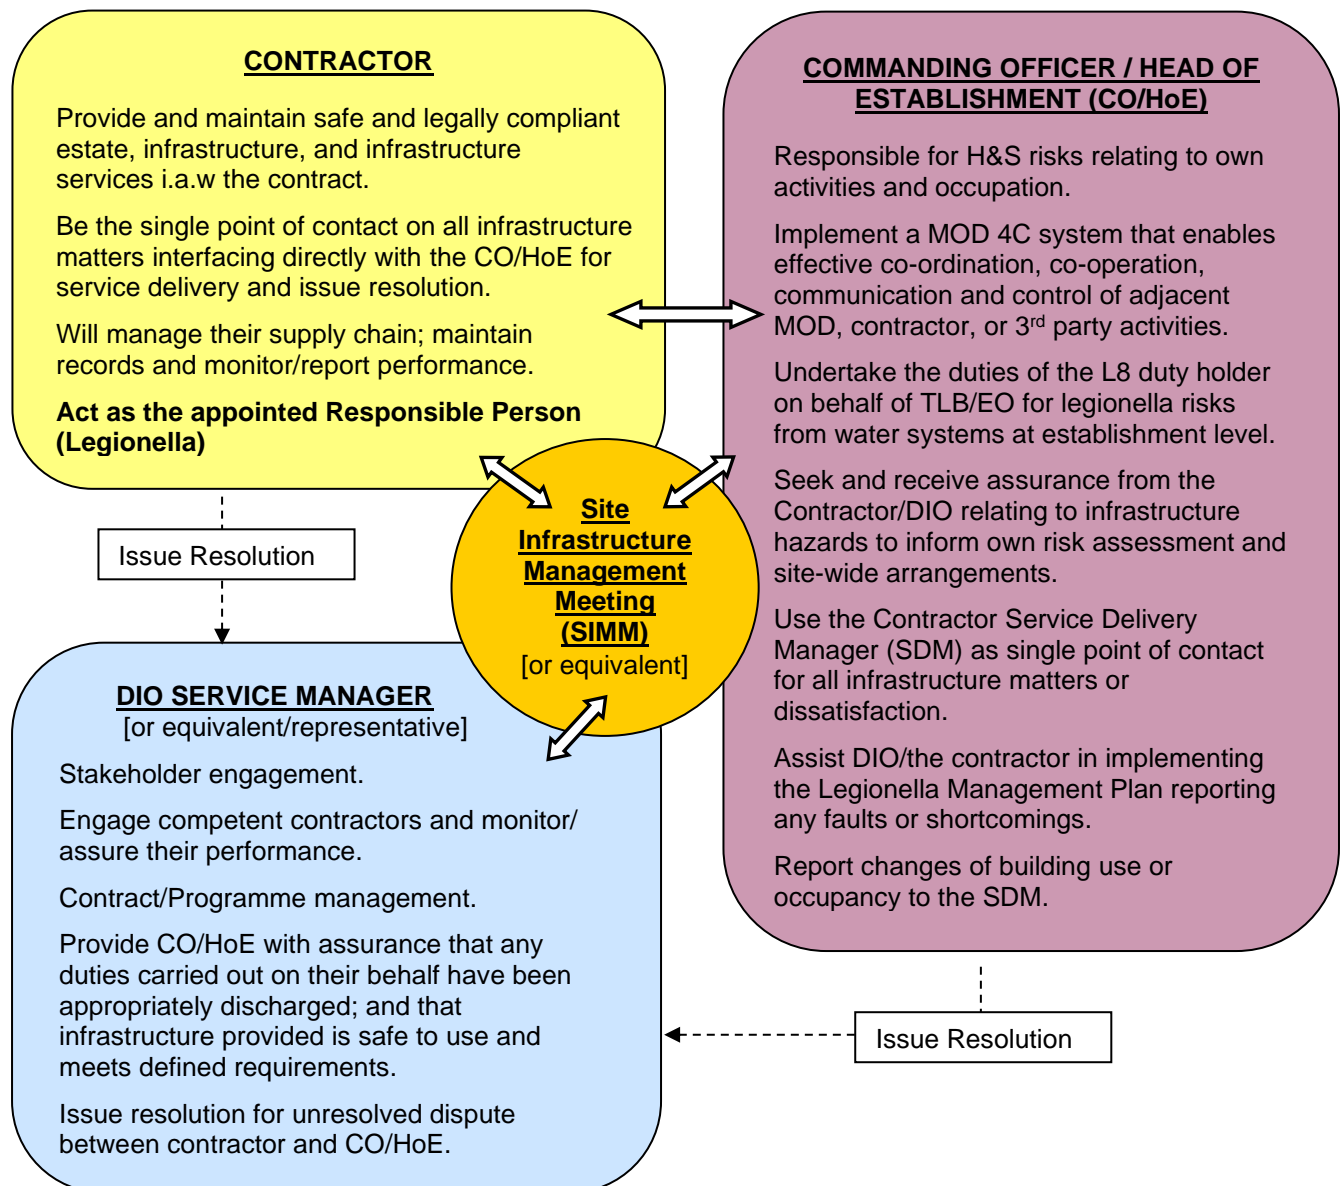 CONTRACTOR
Provide and maintain safe and legally compliant
estate, infrastructure, and infrastructure
services i.a.w the contract.
Be the single point of contact on all infrastructure
matters interfacing directly with the CO/HoE for
service delivery and issue resolution.
Will manage their supply chain; maintain
records and monitor/report performance.
Act as the appointed Responsible Person
(Legionella)
COMMANDING OFFICER / HEAD OF
ESTABLISHMENT (CO/HoE)
Responsible for H&S risks relating to own
activities and occupation.
Implement a MOD 4C system that enables
effective co-ordination, co-operation,
communication and control of adjacent
MOD, contractor, or 3rd party activities.
Undertake the duties of the L8 duty holder
on behalf of TLB/EO for legionella risks
from water systems at establishment level.
Seek and receive assurance from the
Contractor/DIO relating to infrastructure
hazards to inform own risk assessment and
site-wide arrangements.
Use the Contractor Service Delivery
Manager (SDM) as single point of contact
for all infrastructure matters or
dissatisfaction.
Assist DIO/the contractor in implementing
the Legionella Management Plan reporting
any faults or shortcomings.
Report changes of building use or
occupancy to the SDM.
Site
Infrastructure
Management
Meeting
(SIMM)
[or equivalent]
Issue Resolution
DIO SERVICE MANAGER
[or equivalent/representative]
Stakeholder engagement.
Engage competent contractors and monitor/
assure their performance.
Contract/Programme management.
Provide CO/HoE with assurance that any
duties carried out on their behalf have been
appropriately discharged; and that
infrastructure provided is safe to use and
meets defined requirements.
Issue resolution for unresolved dispute
between contractor and CO/HoE.
Issue Resolution